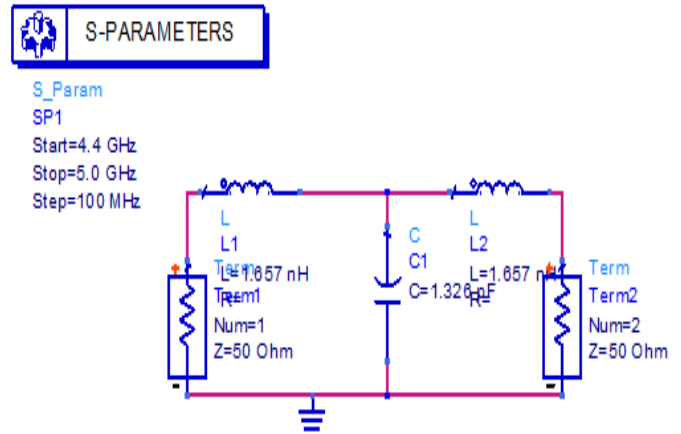 S-PARAMETERS
S_Param
SP1
Start=4.4 GHz
Stop=5.0 GHz
Step=100 MHz
L
L1
L=1.657 nH
R=
C
C1
C=1.326 pF
L
L2
L=1.657 nH
R=
Term
Term1
Num=1
Z=50 Ohm
Term
Term2
Num=2
Z=50 Ohm